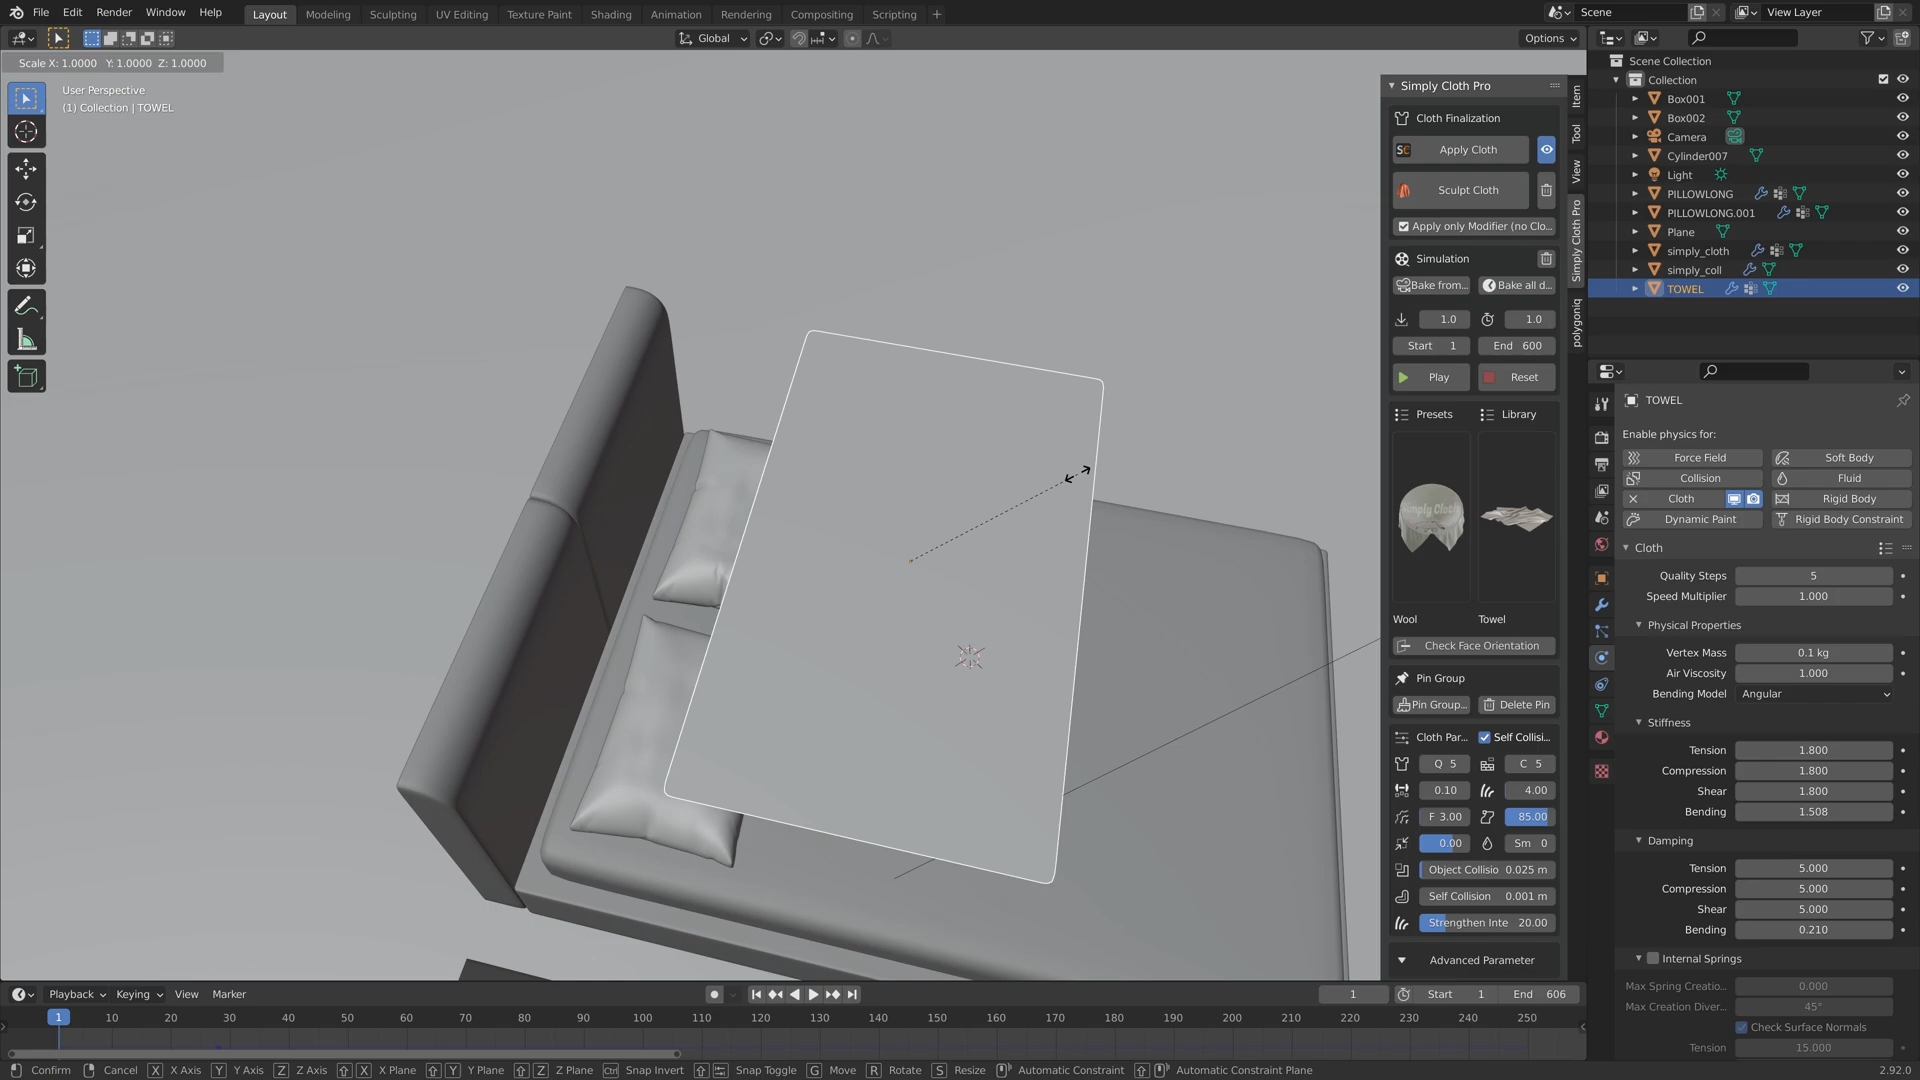 File Edit Render Window Help Layout Modeling Sculpting UV Editing Texture Paint Shading Animation Rendering Compositing Scripting + Scene View Layer
Global Options
Scale X: 1.0000 Y: 1.0000 Z: 1.0000
User Perspective
(1) Collection | TOWEL
Simply Cloth Pro
Cloth Finalization
Apply Cloth
Sculpt Cloth
Apply only Modifier (no Clo...
Simulation
Bake from... Bake all d...
1.0 1.0
Start 1 End 600
Play Reset
Presets Library
Simply Cloth
Wool Towel
Check Face Orientation
Pin Group
Pin Group... Delete Pin
Cloth Par... Self Collisi...
Q 5 C 5
0.10 4.00
F 3.00 85.00
0.00 Sm 0
Object Collisio 0.025 m
Self Collision 0.001 m
Strengthen Inte 20.00
Advanced Parameter
Item
Tool
View
Simply Cloth Pro
polygoniq
Scene Collection
Collection
Box001
Box002
Camera
Cylinder007
Light
PILLOWLONG
PILLOWLONG.001
Plane
simply_cloth
simply_coll
TOWEL
TOWEL
Enable physics for:
Force Field Soft Body
Collision Fluid
Cloth Rigid Body
Dynamic Paint Rigid Body Constraint
Cloth
Quality Steps 5
Speed Multiplier 1.000
Physical Properties
Vertex Mass 0.1 kg
Air Viscosity 1.000
Bending Model Angular
Stiffness
Tension 1.800
Compression 1.800
Shear 1.800
Bending 1.508
Damping
Tension 5.000
Compression 5.000
Shear 5.000
Bending 0.210
Internal Springs
Max Spring Creatio... 0.000
Max Creation Diver... 45°
Check Surface Normals
Tension 15.000
Playback Keying View Marker 1 Start 1 End 606
1 10 20 30 40 50 60 70 80 90 100 110 120 130 140 150 160 170 180 190 200 210 220 230 240 250
Confirm Cancel X X Axis Y Y Axis Z Z Axis X X Plane Y Y Plane Z Z Plane Ctrl Snap Invert Snap Toggle G Move R Rotate S Resize Automatic Constraint Automatic Constraint Plane 2.92.0